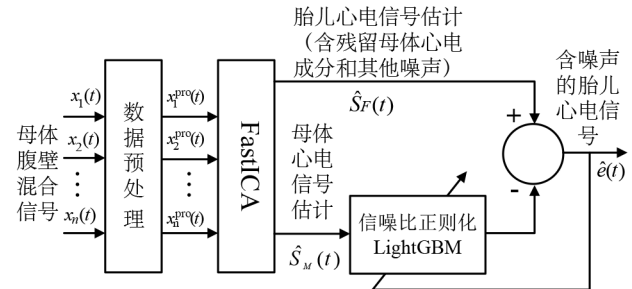 胎儿心电信号估计
（含残留母体心电
成分和其他噪声）
含噪声
的胎儿
心电信
号
x₁(t)
x₂(t)
⋮
xₙ(t)
母体
腹壁
混合
信号
数据预处理
x₁ᵖʳᵒ(t)
x₂ᵖʳᵒ(t)
⋮
xₙᵖʳᵒ(t)
FastICA
ŜF(t)
母体
心电
信号
估计
Ŝ_M(t)
信噪比正则化
LightGBM
+
-
ê(t)